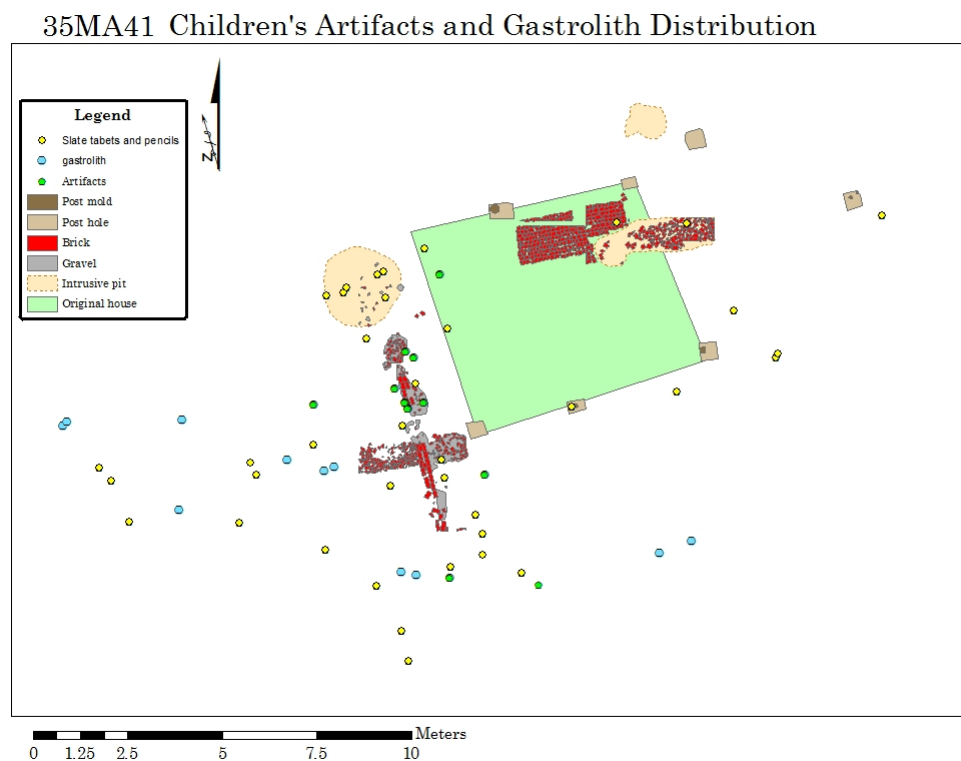 35MA41 Children's Artifacts and Gastrolith Distribution
Legend
Slate tabets and pencils
gastrolith
Artifacts
Post mold
Post hole
Brick
Gravel
Intrusive pit
Original house
N
Meters
0 1.25 2.5 5 7.5 10